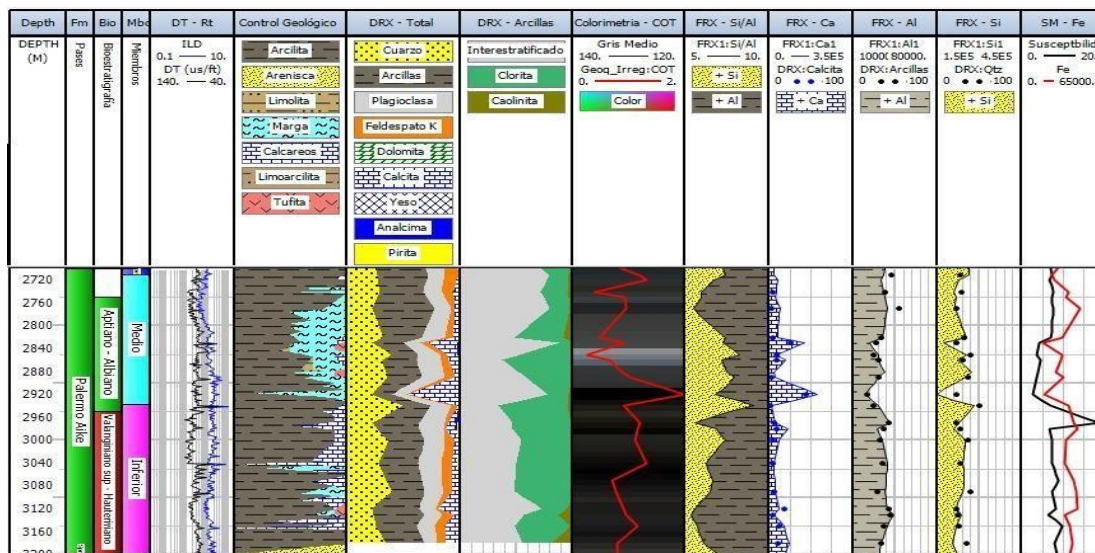 Depth Fm Bio Mbo DT - Rt Control Geológico DRX - Total DRX - Arcillas Colorimetria - COT FRX - Si/Al FRX - Ca FRX - Al FRX - Si SM - Fe
DEPTH
(M)
Pases
Bioestratigrafía
Miembros
ILD
0.1 10.
DT (us/ft)
140. 40.
Arcilita
Arenisca
Limolita
Marga
Calcareos
Limoarcilita
Tufita
Cuarzo
Arcillas
Plagioclasa
Feldespato K
Dolomita
Calcita
Yeso
Analcima
Pirita
Interestratificado
Clorita
Caolinita
Gris Medio
140. 120.
Geoq_Irreg:COT
0. 2.
Color
FRX1:Si/Al
5. 10.
+ Si
+ Al
FRX1:Ca1
0. 3.5E5
DRX:Calcita
0 100
+ Ca
FRX1:Al1
80000.
DRX:Arcillas
0 100
+ Al
FRX1:Si1
1.5E5 4.5E5
DRX:Qtz
0 100
+ Si
0. 20.
Fe
0. 65000.
2720
2760
2800
2840
2880
2920
2960
3000
3040
3080
3120
3160
3200
Palermo Aike
Aptiano - Albiano
Valanginiano sup - Hauteriviano
Medio
Inferior